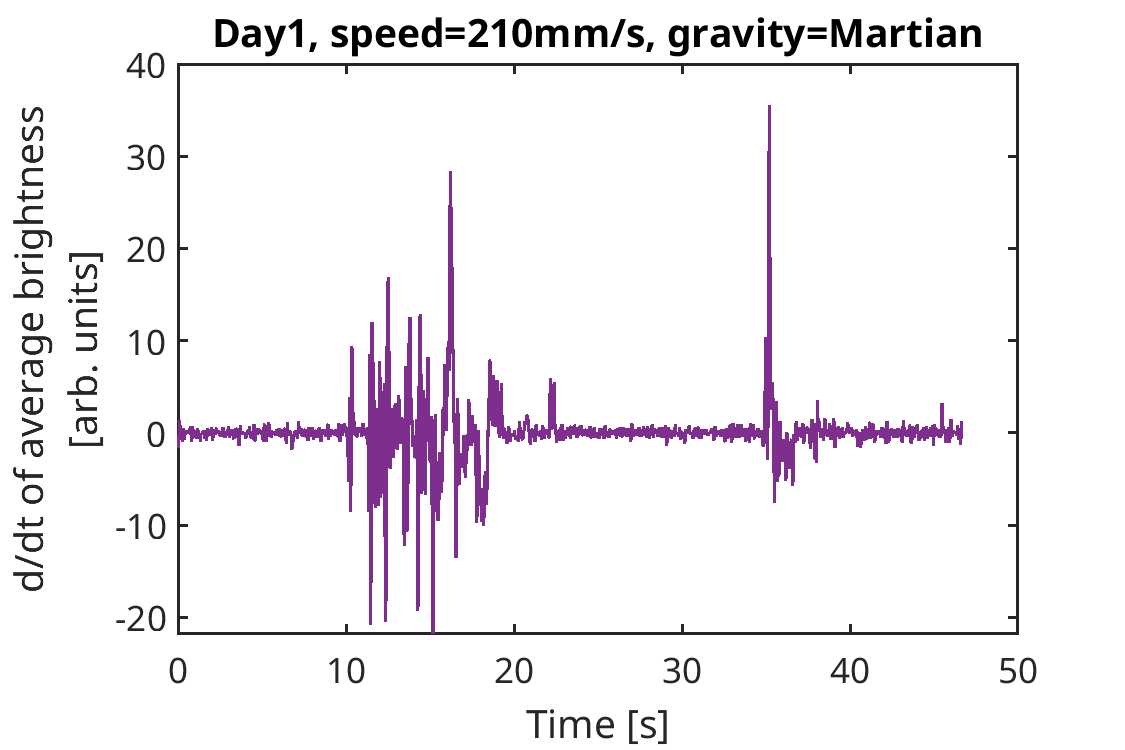 Day1, speed=210mm/s, gravity=Martian
d/dt of average brightness
[arb. units]
40
30
20
10
0
-10
-20
0 10 20 30 40 50
Time [s]